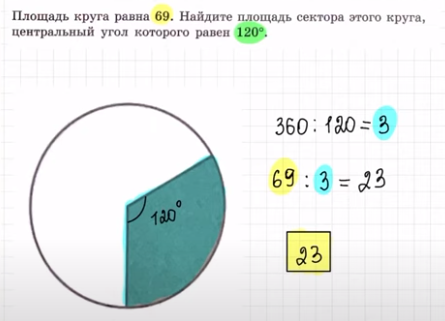 Площадь круга равна 69. Найдите площадь сектора этого круга,
центральный угол которого равен 120°.
120°
360 : 120 = 3
69 : 3 = 23
23